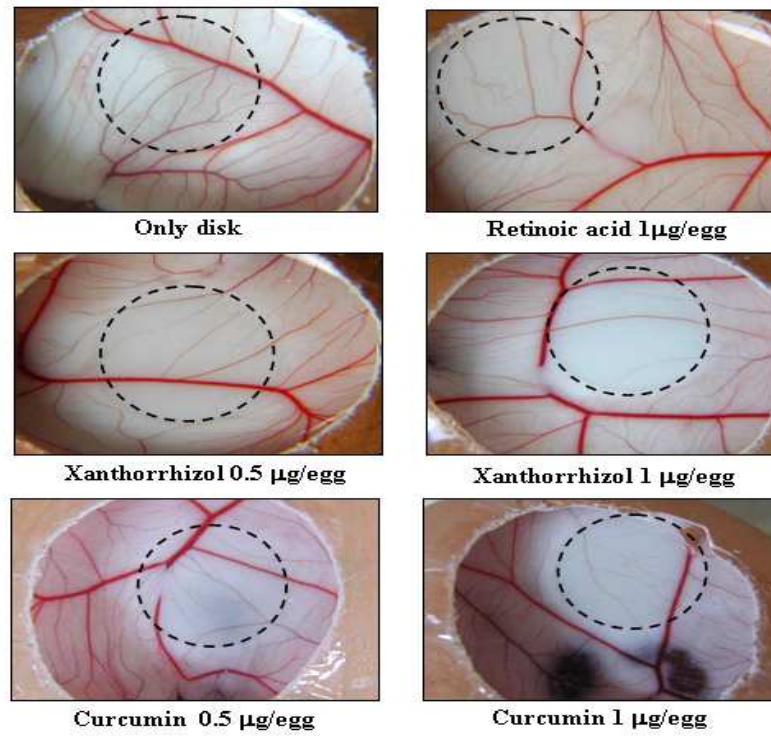 Only disk
Retinoic acid 1μg/egg
Xanthorrhizol 0.5 μg/egg
Xanthorrhizol 1 μg/egg
Curcumin 0.5 μg/egg
Curcumin 1 μg/egg